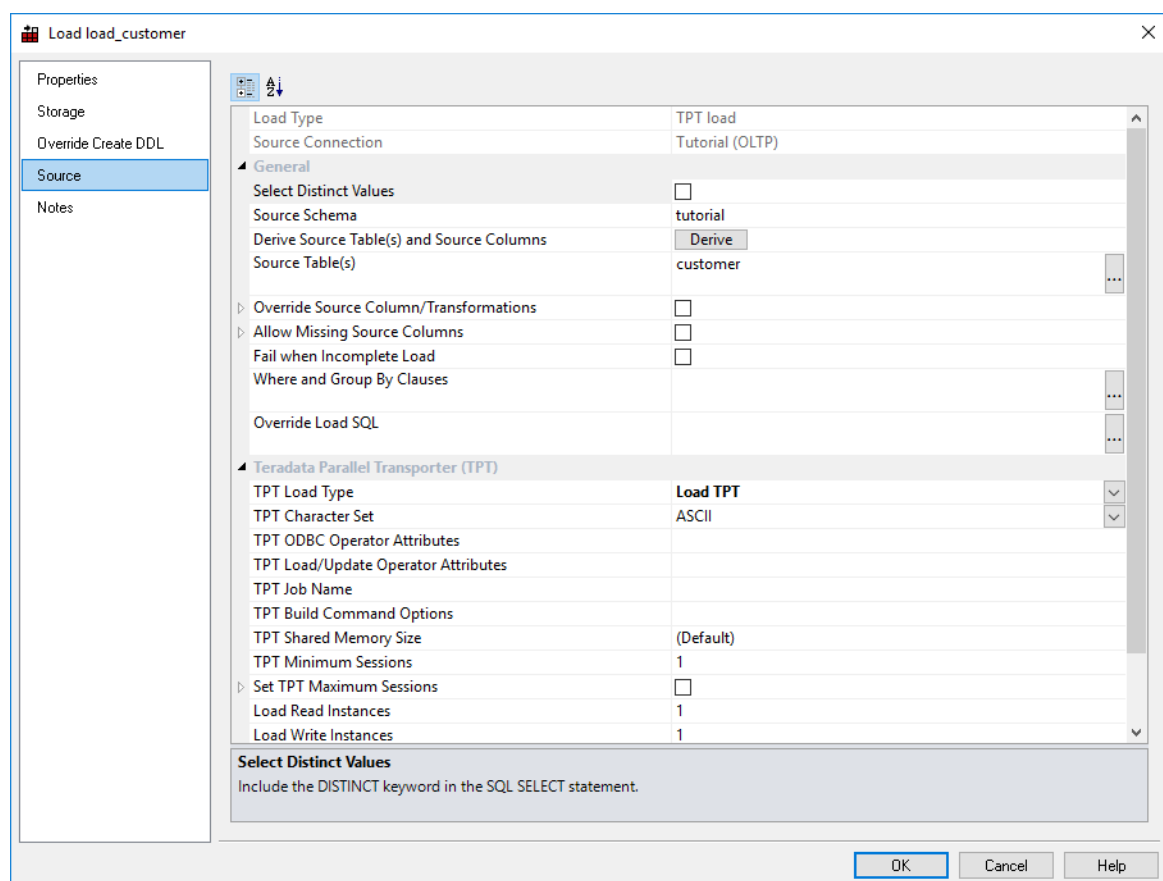 Load load_customer
Properties
Storage
Override Create DDL
Source
Notes
Load Type TPT load
Source Connection Tutorial (OLTP)
General
Select Distinct Values
Source Schema tutorial
Derive Source Table(s) and Source Columns Derive
Source Table(s) customer
...
Override Source Column/Transformations
Allow Missing Source Columns
Fail when Incomplete Load
Where and Group By Clauses
...
Override Load SQL
...
Teradata Parallel Transporter (TPT)
TPT Load Type Load TPT
TPT Character Set ASCII
TPT ODBC Operator Attributes
TPT Load/Update Operator Attributes
TPT Job Name
TPT Build Command Options
TPT Shared Memory Size (Default)
TPT Minimum Sessions 1
Set TPT Maximum Sessions
Load Read Instances 1
Load Write Instances 1
Select Distinct Values
Include the DISTINCT keyword in the SQL SELECT statement.
OK Cancel Help